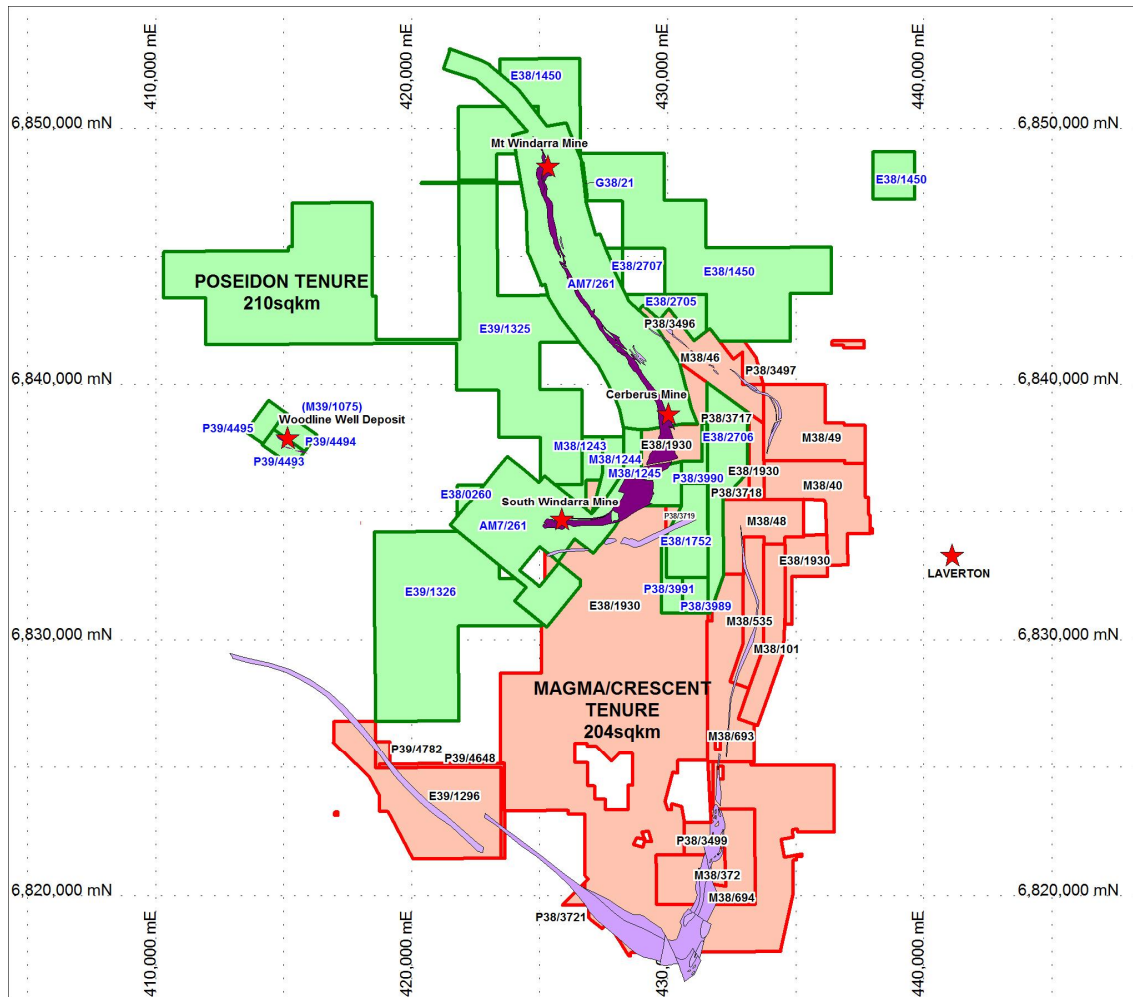 410,000 mE
420,000 mE
430,000 mE
440,000 mE
E38/1450
6,850,000 mN
6,850,000 mN
Mt Windarra Mine
G38/21
E38/1450
POSEIDON TENURE
210sqkm
E38/2707
E38/1450
AM7/261
E38/2705
P38/3496
E39/1325
M38/46
P38/3497
6,840,000 mN
6,840,000 mN
Cerberus Mine
(M39/1075)
Woodline Well Deposit
P39/4495
P39/4494
P39/4493
P38/3717
E38/2706
M38/49
M38/1243
E38/1930
M38/1244
M38/1245
P38/3990
E38/1930
M38/40
E38/0260
South Windarra Mine
P38/3718
AM7/261
P38/3719
M38/48
E38/1752
E38/1930
LAVERTON
E39/1326
P38/3991
E38/1930
P38/3989
M38/535
6,830,000 mN
6,830,000 mN
M38/101
MAGMA/CRESCENT
TENURE
204sqkm
M38/693
P39/4782
P39/4648
E39/1296
P38/3499
M38/372
6,820,000 mN
6,820,000 mN
M38/694
P38/3721
410,000 mE
420,000 mE
430,000 mE
440,000 mE